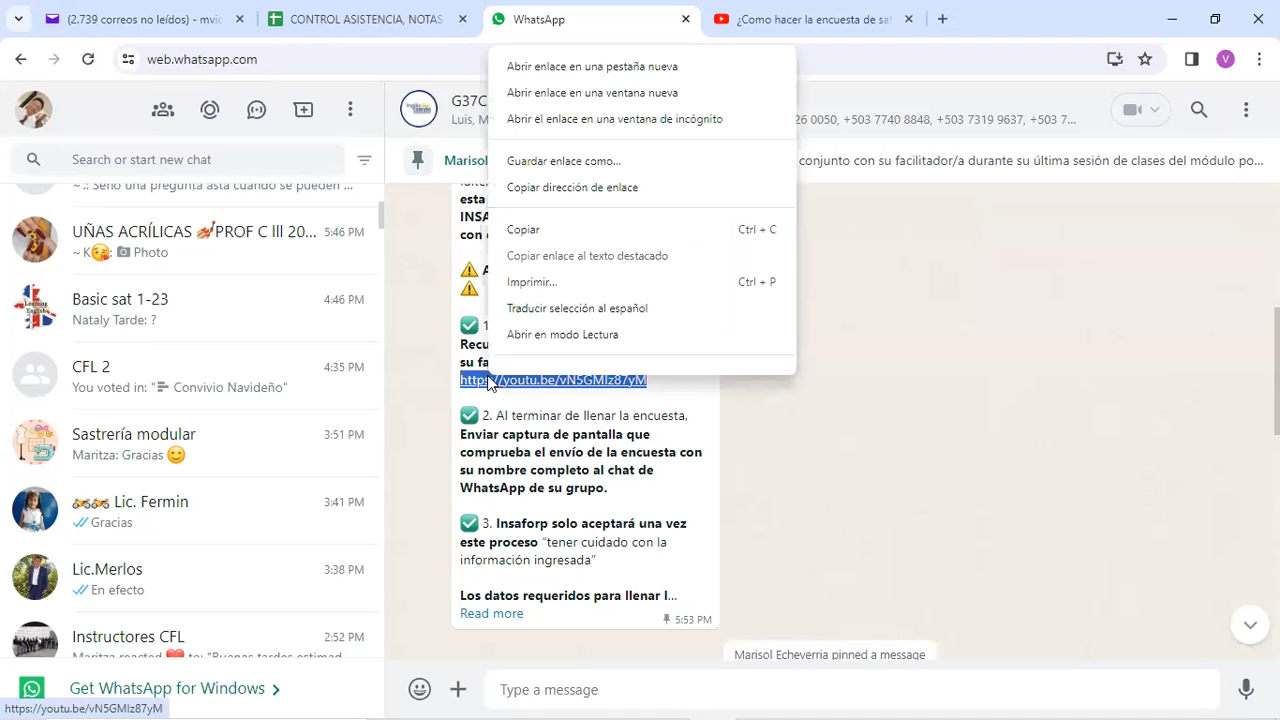 (2.739 correos no leídos) - mvic
CONTROL ASISTENCIA, NOTAS
WhatsApp
¿Como hacer la encuesta de sat
web.whatsapp.com
Search or start new chat
~.: Seño una pregunta asta cuando se pueden ...
UÑAS ACRÍLICAS 💅PROF C lll 20... 5:46 PM
~ K😘: Photo
Basic sat 1-23 4:46 PM
Nataly Tarde: ?
CFL 2 4:35 PM
You voted in: "Convivio Navideño"
Sastrería modular 3:51 PM
Maritza: Gracias 😊
🏍️🏍️ Lic. Fermin 3:41 PM
Gracias
Lic.Merlos 3:38 PM
En efecto
Instructores CFL 2:52 PM
Maritza reacted ❤️ to: "Buenas tardes estimad...
Get WhatsApp for Windows
https://youtu.be/vN5GMIz87yM
G37C
Luis, M
26 0050, +503 7740 8848, +503 7319 9637, +503 7...
Marisol
conjunto con su facilitador/a durante su última sesión de clases del módulo po...
Abrir enlace en una pestaña nueva
Abrir enlace en una ventana nueva
Abrir el enlace en una ventana de incógnito
Guardar enlace como...
Copiar dirección de enlace
Copiar Ctrl + C
Copiar enlace al texto destacado
Imprimir... Ctrl + P
Traducir selección al español
Abrir en modo Lectura
esta
INSA
con
⚠️ A
⚠️
✅ 1
Recu
su fa
https://youtu.be/vN5GMIz87yM
✅ 2. Al terminar de llenar la encuesta,
Enviar captura de pantalla que
comprueba el envío de la encuesta con
su nombre completo al chat de
WhatsApp de su grupo.
✅ 3. Insaforp solo aceptará una vez
este proceso “tener cuidado con la
información ingresada”
Los datos requeridos para llenar l...
Read more
5:53 PM
Marisol Echeverria pinned a message
Type a message